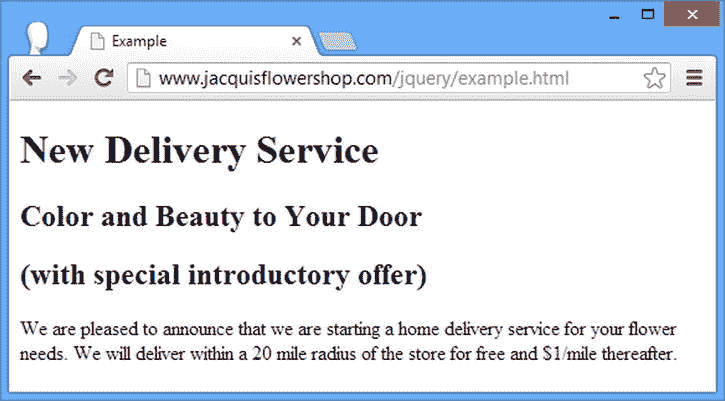 Example
www.jacquisflowershop.com/jquery/example.html
New Delivery Service
Color and Beauty to Your Door
(with special introductory offer)
We are pleased to announce that we are starting a home delivery service for your flower
needs. We will deliver within a 20 mile radius of the store for free and $1/mile thereafter.